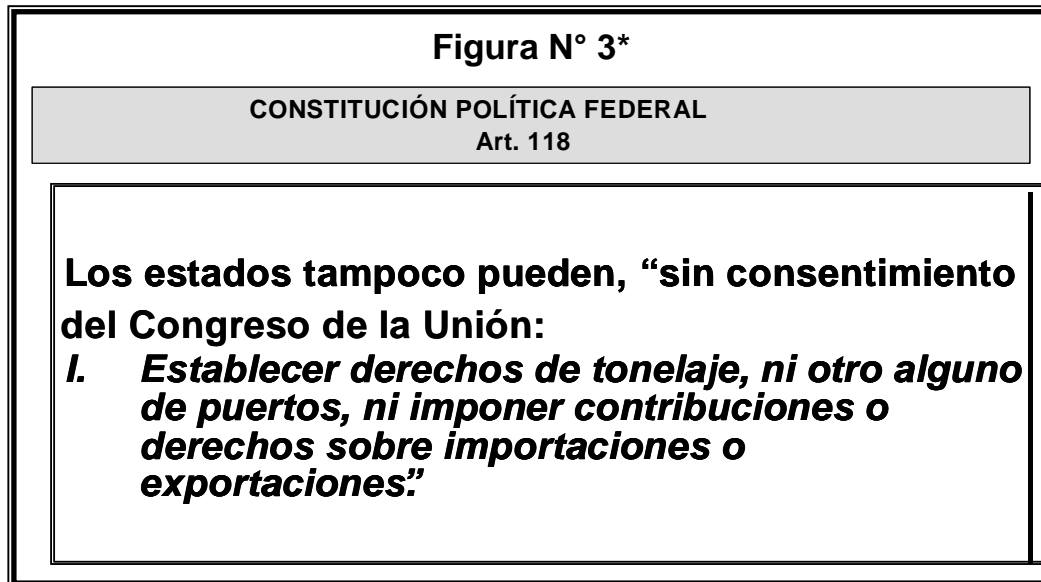 Figura N° 3*
CONSTITUCIÓN POLÍTICA FEDERAL
Art. 118
Los estados tampoco pueden, “sin consentimiento
del Congreso de la Unión:
I. Establecer derechos de tonelaje, ni otro alguno
de puertos, ni imponer contribuciones o
derechos sobre importaciones o
exportaciones”.